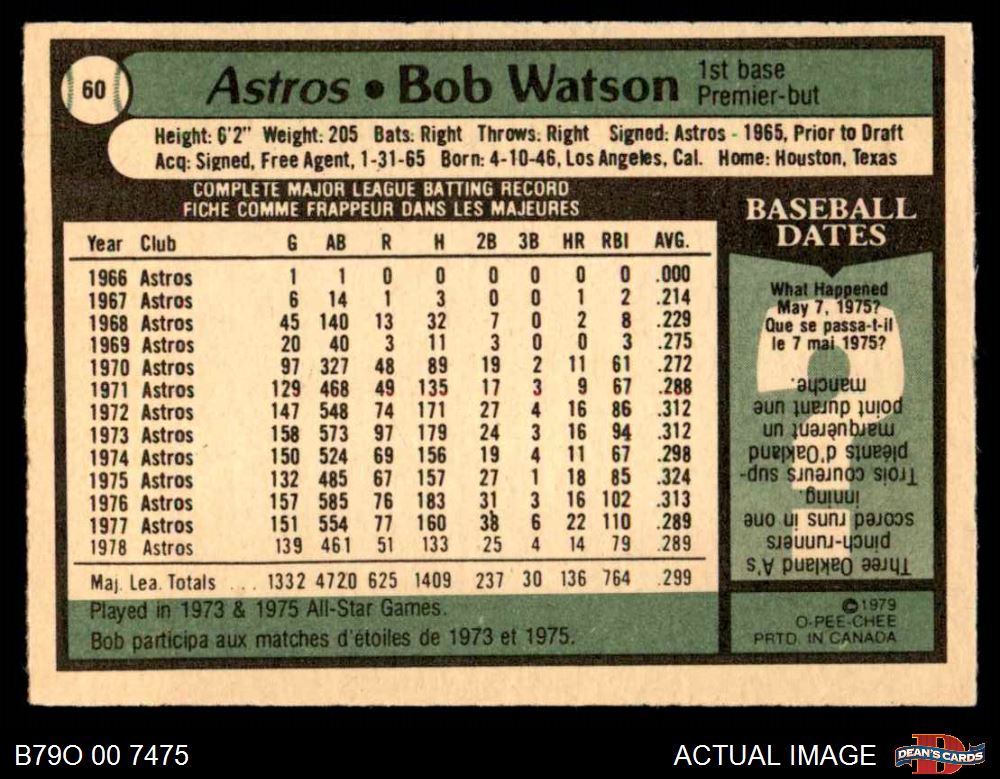 60
Astros • Bob Watson
1st base
Premier-but
Height: 6'2" Weight: 205 Bats: Right Throws: Right Signed: Astros - 1965, Prior to Draft
Acq: Signed, Free Agent, 1-31-65 Born: 4-10-46, Los Angeles, Cal. Home: Houston, Texas
COMPLETE MAJOR LEAGUE BATTING RECORD
FICHE COMME FRAPPEUR DANS LES MAJEURES
Year Club G AB R H 2B 3B HR RBI AVG.
1966 Astros 1 1 0 0 0 0 0 0 .000
1967 Astros 6 14 1 3 0 0 1 2 .214
1968 Astros 45 140 13 32 7 0 2 8 .229
1969 Astros 20 40 3 11 3 0 0 3 .275
1970 Astros 97 327 48 89 19 2 11 61 .272
1971 Astros 129 468 49 135 17 3 9 67 .288
1972 Astros 147 548 74 171 27 4 16 86 .312
1973 Astros 158 573 97 179 24 3 16 94 .312
1974 Astros 150 524 69 156 19 4 11 67 .298
1975 Astros 132 485 67 157 27 1 18 85 .324
1976 Astros 157 585 76 183 31 3 16 102 .313
1977 Astros 151 554 77 160 38 6 22 110 .289
1978 Astros 139 461 51 133 25 4 14 79 .289
Maj. Lea. Totals ... 1332 4720 625 1409 237 30 136 764 .299
Played in 1973 & 1975 All-Star Games.
Bob participa aux matches d'étoiles de 1973 et 1975.
BASEBALL
DATES
What Happened
May 7, 1975?
Que se passa-t-il
le 7 mai 1975?
Three Oakland A's
pinch-runners
scored runs in one
inning.
Trois coureurs sup-
pléants d'Oakland
marquèrent un
point durant une
manche.
©1979
O-PEE-CHEE
PRTD. IN CANADA
B79O 00 7475
ACTUAL IMAGE
D
DEAN'S CARDS